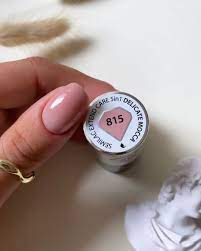 SEMILAC EXTEND CARE 5in1 DELICATE MOCCA
815